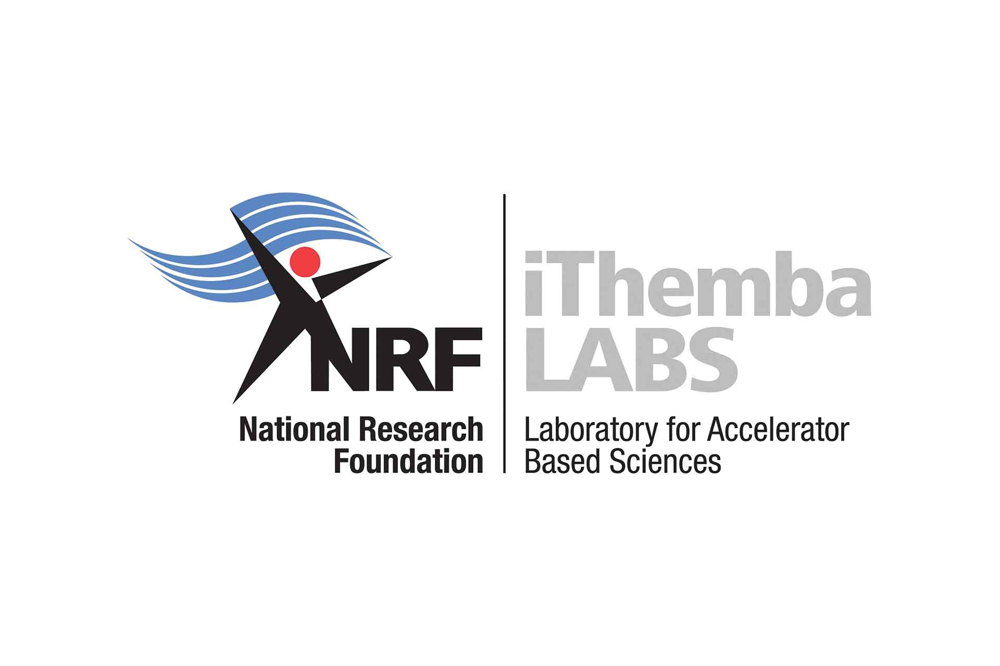 NRF
National Research
Foundation
iThemba
LABS
Laboratory for Accelerator
Based Sciences